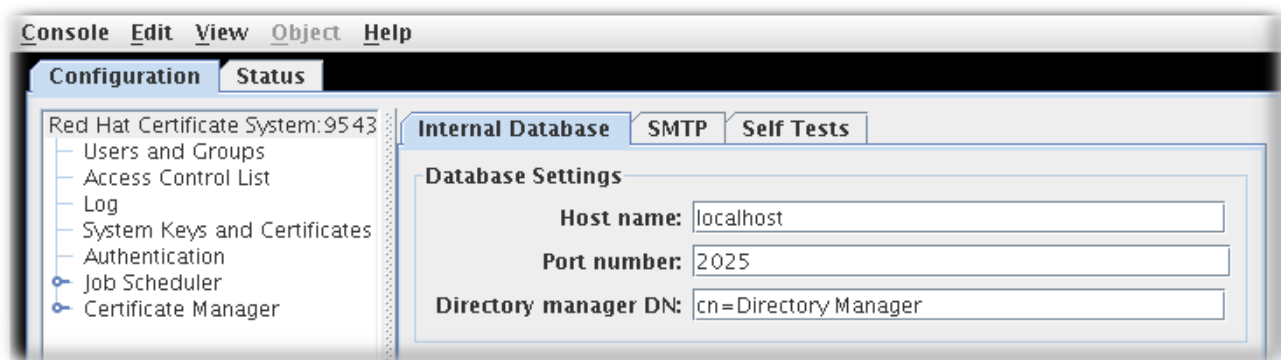 Console Edit View Object Help
Configuration Status
Red Hat Certificate System:9543
Users and Groups
Access Control List
Log
System Keys and Certificates
Authentication
Job Scheduler
Certificate Manager
Internal Database SMTP Self Tests
Database Settings
Host name: localhost
Port number: 2025
Directory manager DN: cn=Directory Manager